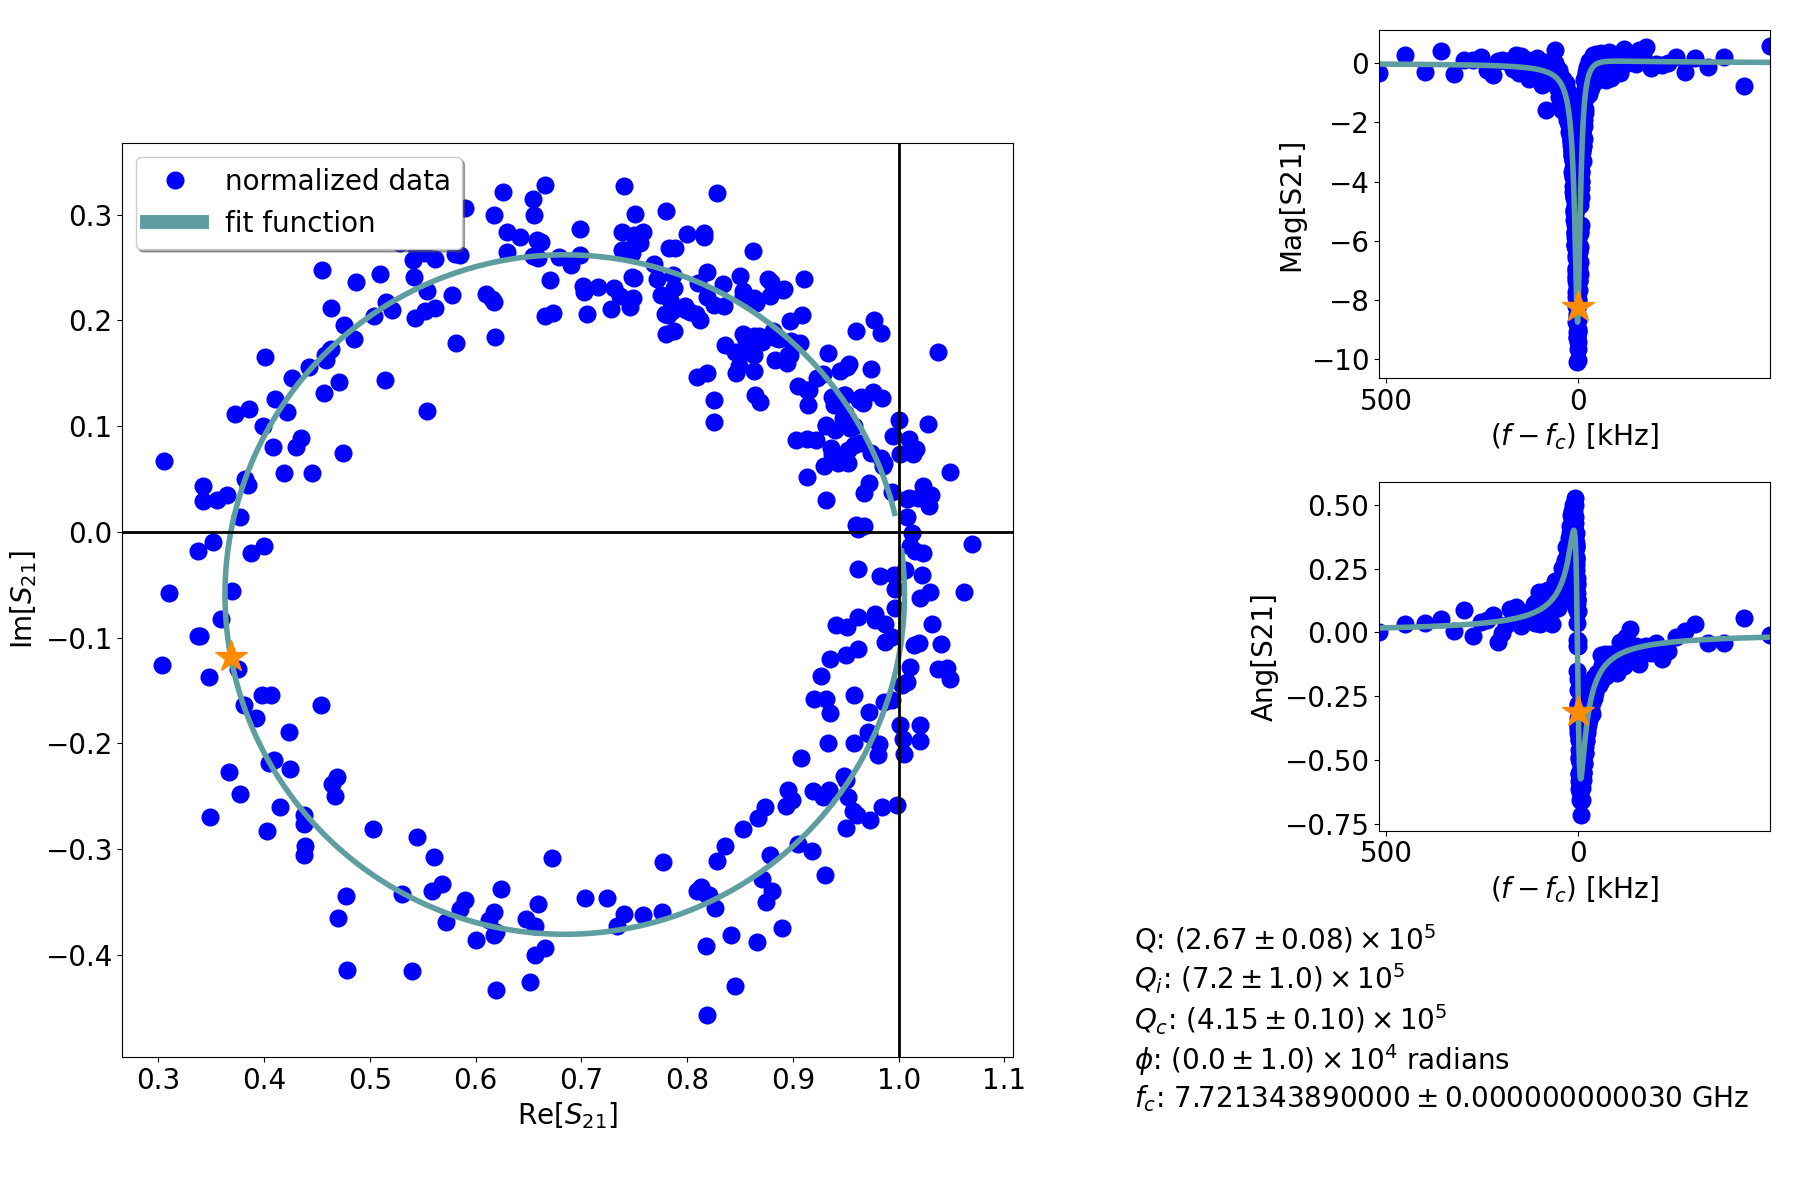 normalized data
fit function
0.3
0.2
0.1
0.0
−0.1
−0.2
−0.3
−0.4
Im[S21]
0.3 0.4 0.5 0.6 0.7 0.8 0.9 1.0 1.1
Re[S21]
0
−2
−4
−6
−8
−10
Mag[S21]
500 0
(f − fc) [kHz]
0.50
0.25
0.00
−0.25
−0.50
−0.75
Ang[S21]
500 0
(f − fc) [kHz]
Q: (2.67 ± 0.08) × 10^5
Qi: (7.2 ± 1.0) × 10^5
Qc: (4.15 ± 0.10) × 10^5
ϕ: (0.0 ± 1.0) × 10^4 radians
fc: 7.721343890000 ± 0.000000000030 GHz